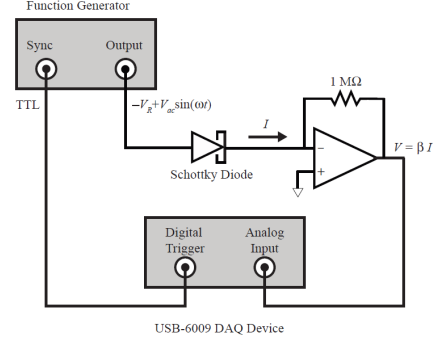 Function Generator
Sync
Output
TTL
−V_R+V_ac sin(ωt)
I
Schottky Diode
1 MΩ
−
+
V = β I
Digital
Trigger
Analog
Input
USB-6009 DAQ Device